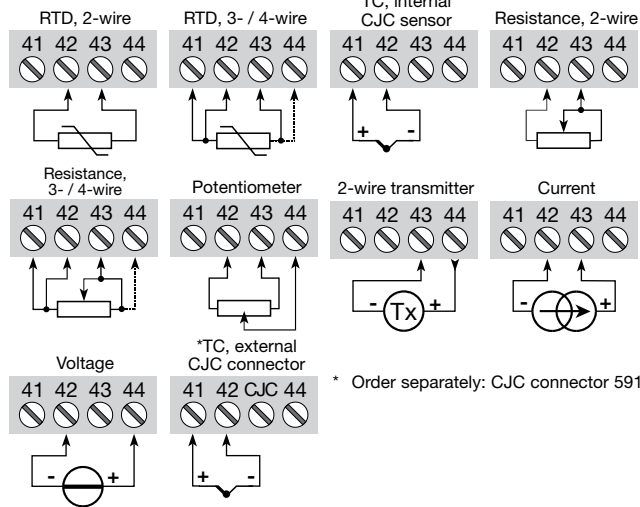 RTD, 2-wire
41 42 43 44
RTD, 3- / 4-wire
41 42 43 44
TC, internal
CJC sensor
41 42 43 44
+ -
Resistance, 2-wire
41 42 43 44
Resistance,
3- / 4-wire
41 42 43 44
Potentiometer
41 42 43 44
2-wire transmitter
41 42 43 44
- Tx +
Current
41 42 43 44
- +
Voltage
41 42 43 44
- +
*TC, external
CJC connector
41 42 CJC 44
+ -
* Order separately: CJC connector 591